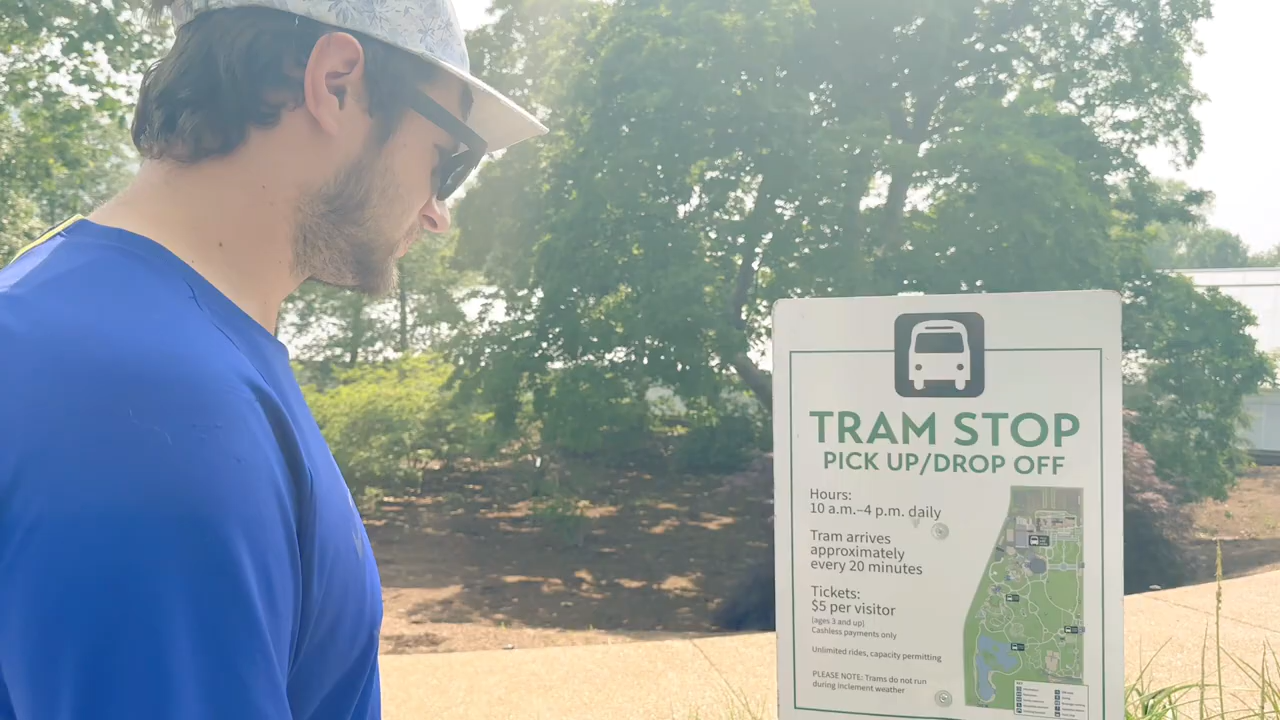 TRAM STOP
PICK UP/DROP OFF
Hours:
10 a.m.–4 p.m. daily
Tram arrives
approximately
every 20 minutes
Tickets:
$5 per visitor
(ages 3 and up)
Cashless payments only
Unlimited rides, capacity permitting
PLEASE NOTE: Trams do not run
during inclement weather